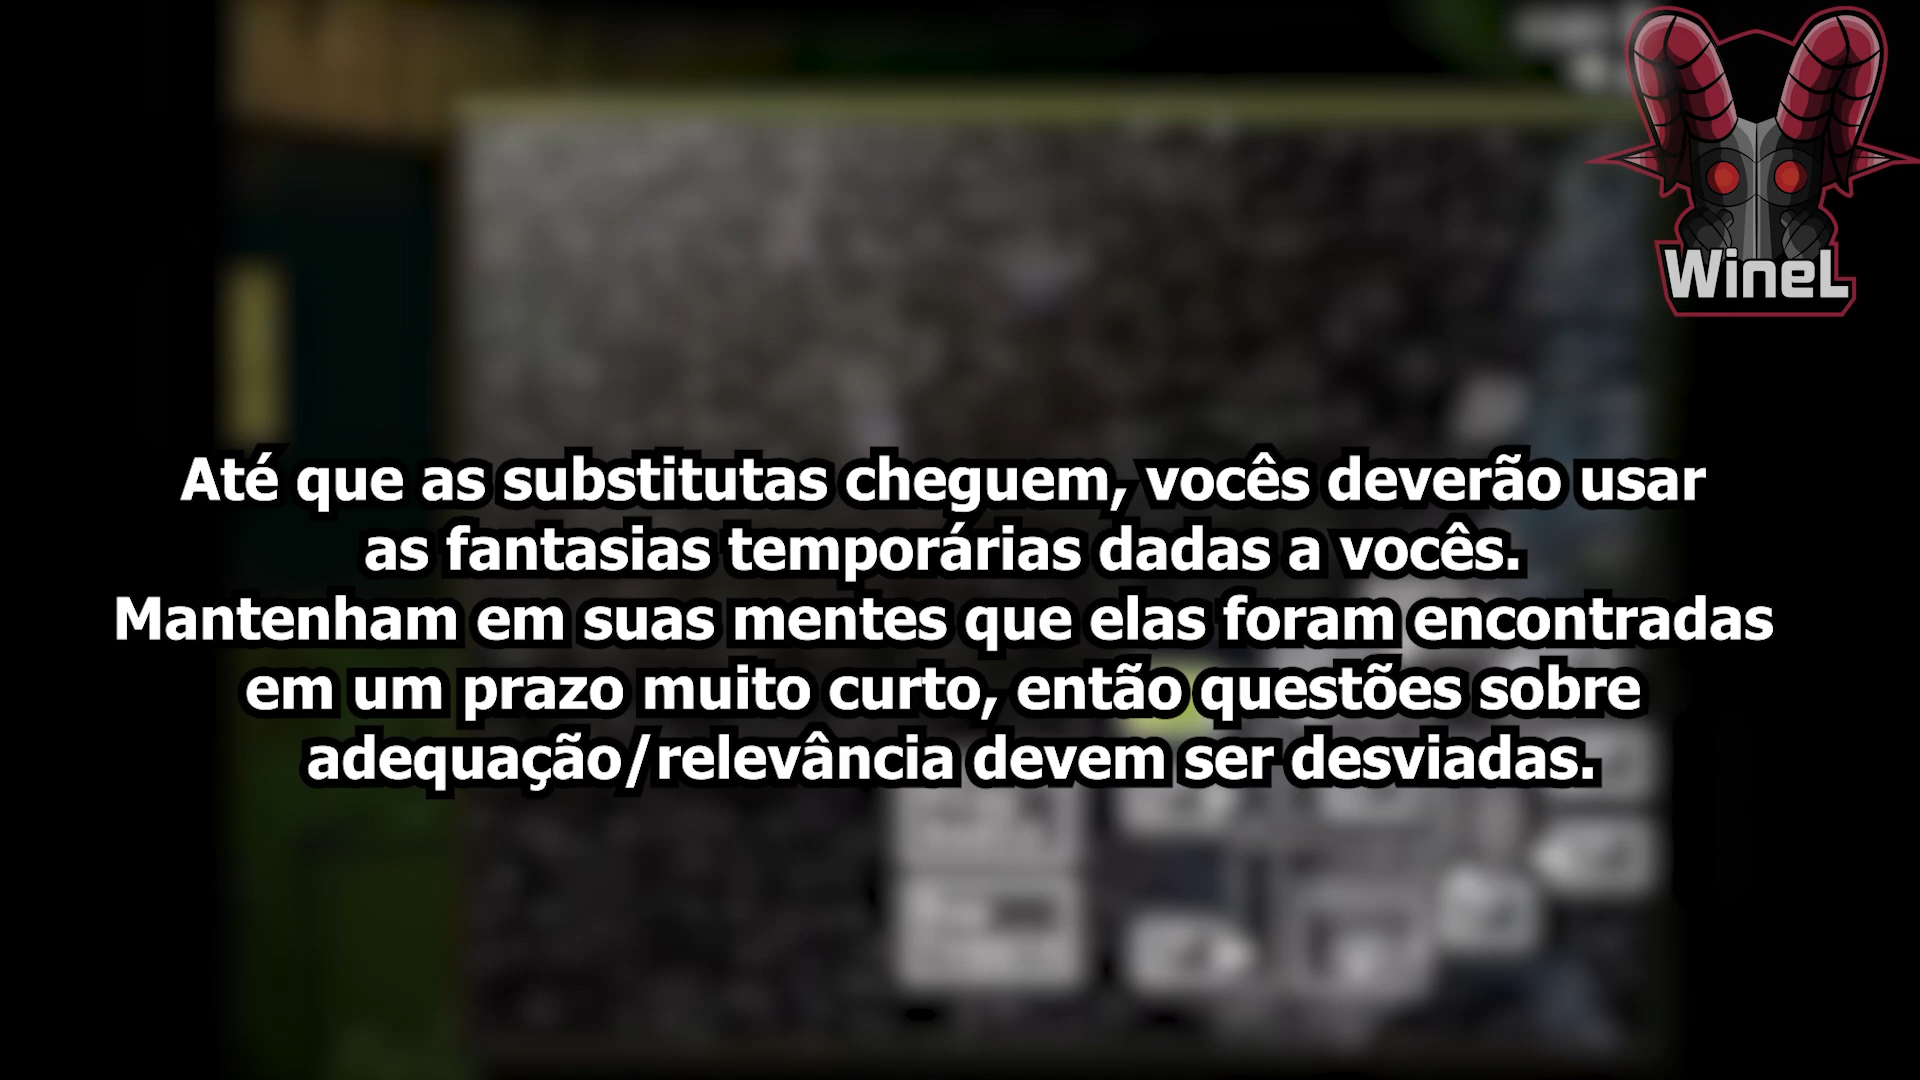 WineL
Até que as substitutas cheguem, vocês deverão usar
as fantasias temporárias dadas a vocês.
Mantenham em suas mentes que elas foram encontradas
em um prazo muito curto, então questões sobre
adequação/relevância devem ser desviadas.